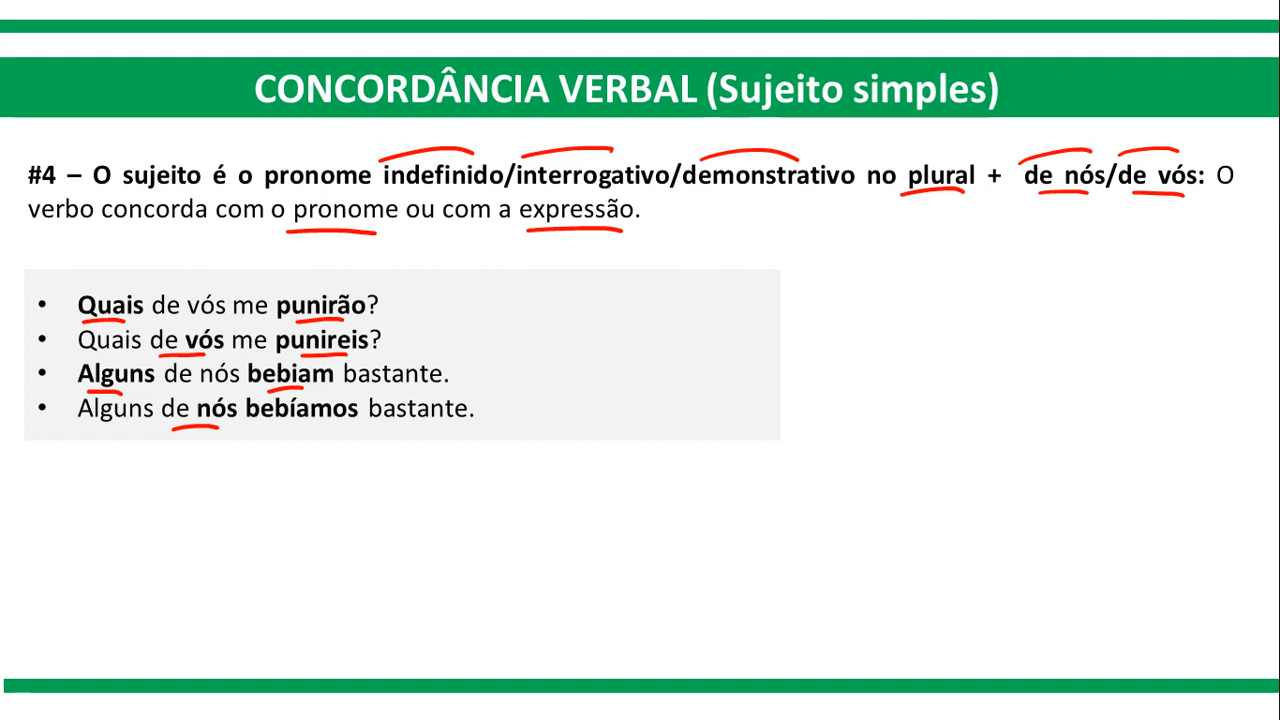 CONCORDÂNCIA VERBAL (Sujeito simples)
#4 – O sujeito é o pronome indefinido/interrogativo/demonstrativo no plural + de nós/de vós: O
verbo concorda com o pronome ou com a expressão.
• Quais de vós me punirão?
• Quais de vós me punireis?
• Alguns de nós bebiam bastante.
• Alguns de nós bebíamos bastante.